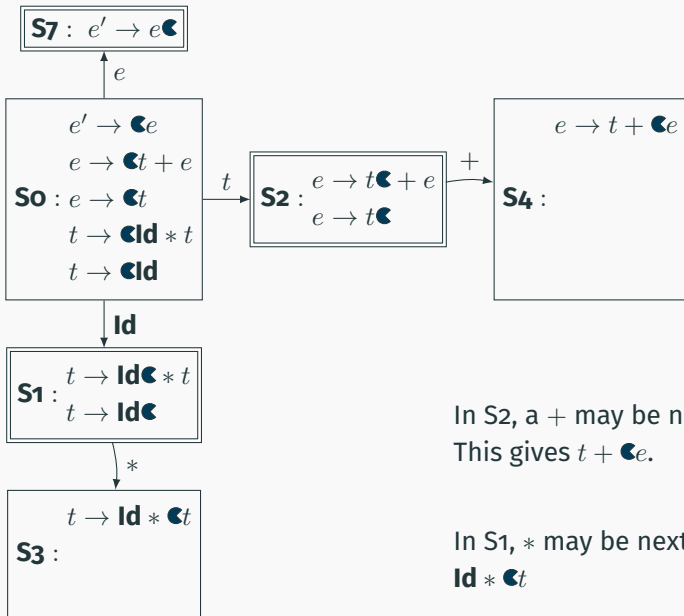 S7 : e′ → e
e
e′ → e
e → t + e
S0 : e → t
t → Id ∗ t
t → Id
t
S2 : e → t + e
e → t
+
e → t + e
S4 :
Id
S1 : t → Id ∗ t
t → Id
∗
t → Id ∗ t
S3 :
In S2, a + may be n
This gives t + e.
In S1, ∗ may be next
Id ∗ t